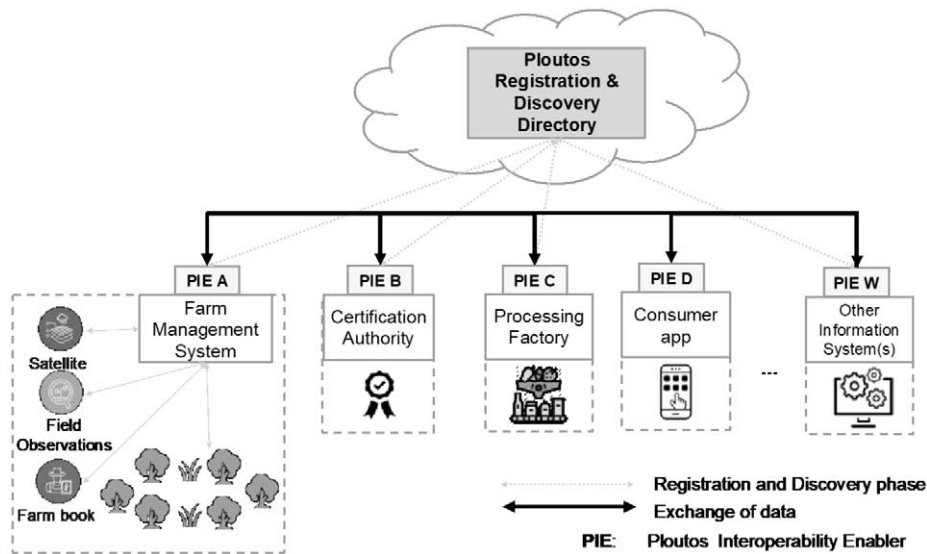 Ploutos
Registration &
Discovery
Directory
PIE A
PIE B
PIE C
PIE D
PIE W
Farm
Management
System
Certification
Authority
Processing
Factory
Consumer
app
Other
Information
System(s)
Satellite
Field
Observations
Farm book
---
Registration and Discovery phase
Exchange of data
PIE: Ploutos Interoperability Enabler